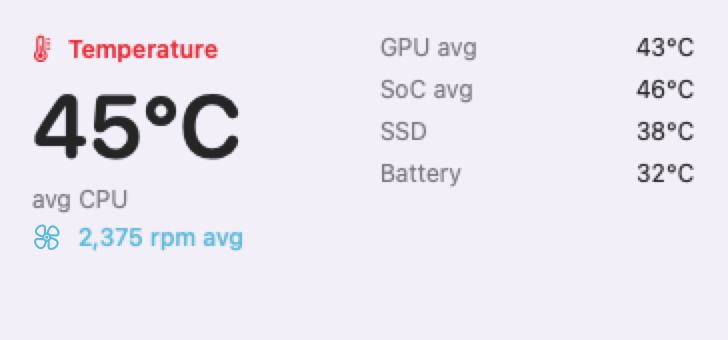 Temperature
45°C
avg CPU
2,375 rpm avg
GPU avg 43°C
SoC avg 46°C
SSD 38°C
Battery 32°C